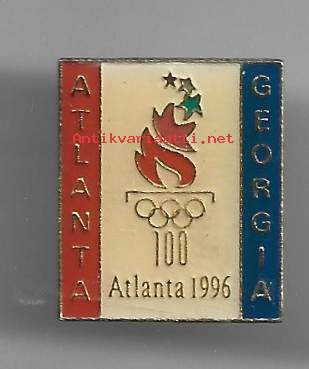 ATLANTA
GEORGIA
Antikvariaatti.net
100
Atlanta 1996